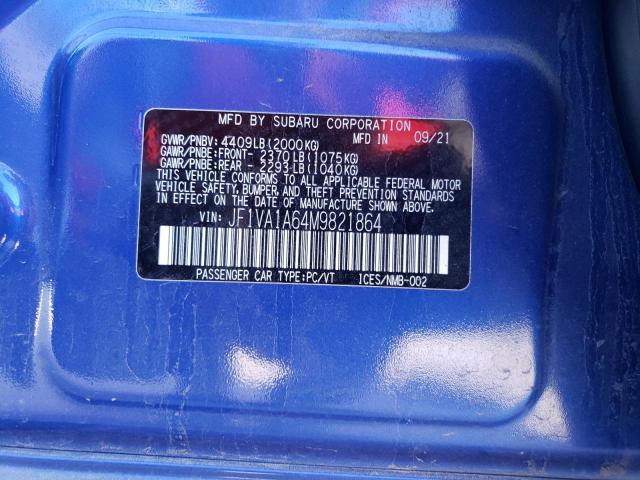 MFD BY SUBARU CORPORATION
GVWR/PNBV: 4409LB(2000KG) MFD IN 09/21
GAWR/PNBE:FRONT- 2370LB(1075KG)
GAWR/PNBE:REAR - 2293LB(1040KG)
THIS VEHICLE CONFORMS TO ALL APPLICABLE FEDERAL MOTOR
VEHICLE SAFETY, BUMPER, AND THEFT PREVENTION STANDARDS
IN EFFECT ON THE DATE OF MANUFACTURE SHOWN ABOVE.
VIN: JF1VA1A64M9821864
PASSENGER CAR TYPE:PC/VT ICES/NMB-002